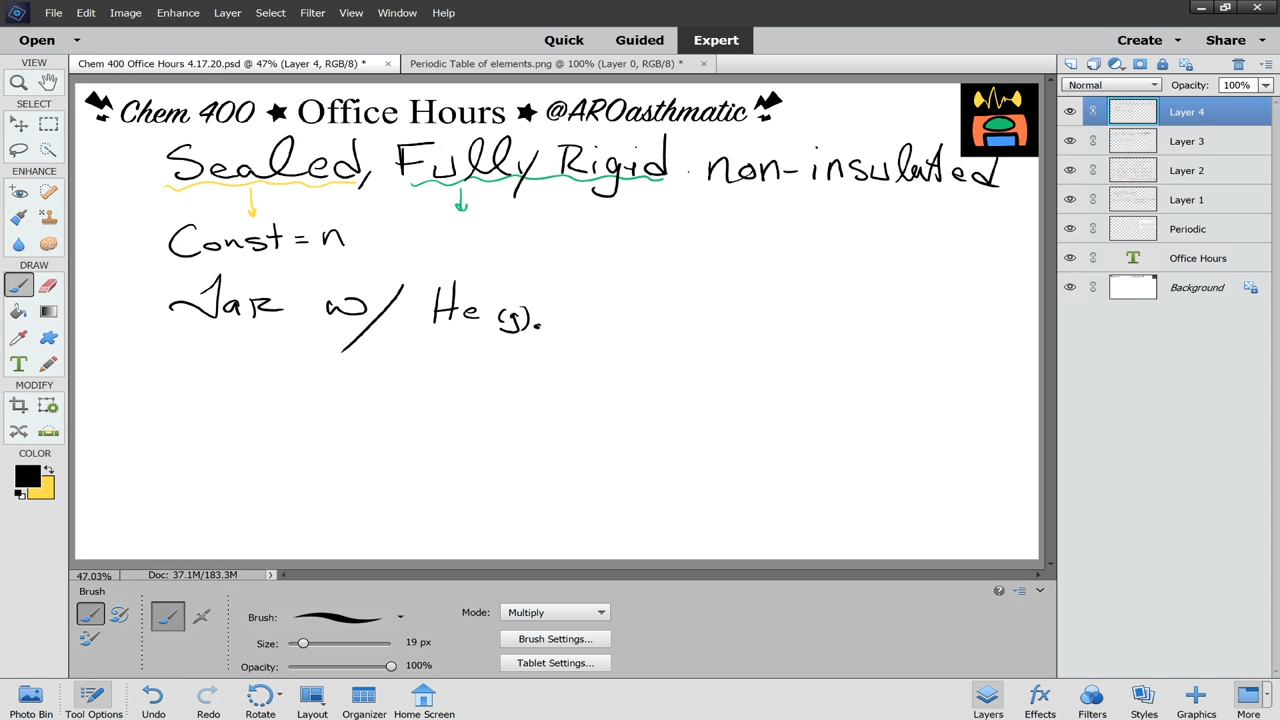 File Edit Image Enhance Layer Select Filter View Window Help
Open Quick Guided Expert Create Share
Chem 400 Office Hours 4.17.20.psd @ 47% (Layer 4, RGB/8) * × Periodic Table of elements.png @ 100% (Layer 0, RGB/8) * ×
VIEW
SELECT
ENHANCE
DRAW
MODIFY
COLOR
Chem 400 ★ Office Hours ★ @AROasthmatic
Sealed, Fully Rigid non-insulated
Const = n
Jar w/ He (g).
Normal Opacity: 100%
Layer 4
Layer 3
Layer 2
Layer 1
Periodic
T Office Hours
Background
47.03% Doc: 37.1M/183.3M
Brush
Brush: Mode: Multiply
Size: 19 px Brush Settings...
Opacity: 100% Tablet Settings...
Photo Bin Tool Options Undo Redo Rotate Layout Organizer Home Screen Layers Effects Filters Styles Graphics More